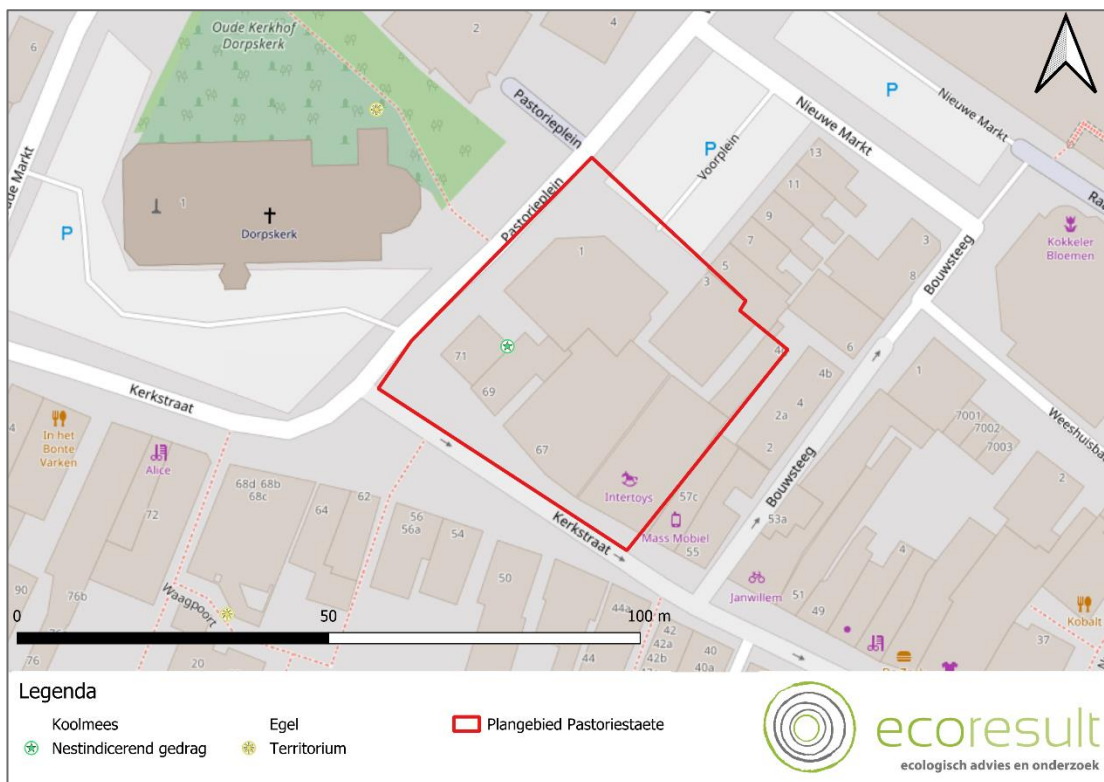 Oude Kerkhof
Dorpskerk
2
4
6
P
Nieuwe Markt
Nieuwe Markt
Pastorieplein
Pastorieplein
P
Voorplein
13
11
9
7
5
3
3
8
Kokkeler
Bloemen
Bouwsteeg
ude Markt
1
Dorpskerk
P
1
71
69
67
6
4b
4
2a
2
1
7001
7002
7003
Weeshuisba
2
Kerkstraat
In het
Bonte
Varken
Alice
72
68d
68b
68c
64
62
56
56a
54
Intertoys
57c
Mass Mobiel
55
Kerkstraat
Bouwsteeg
53a
4
Janwillem
51
49
Kobalt
37
90
76b
76
Waagpoort
20
50
44a
44
42
42b
40a
42
0
50
100 m
Legenda
Koolmees
Nestindicerend gedrag
Egel
Territorium
Plangebied Pastoriestaete
ecoresult
ecologisch advies en onderzoek